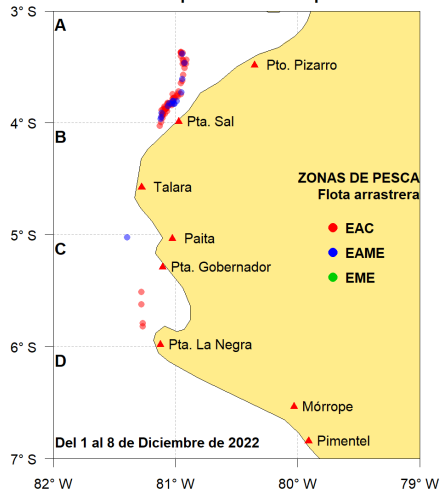 3° S
A
Pto. Pizarro
4° S
Pta. Sal
B
ZONAS DE PESCA
Talara
Flota arrastrera
EAC
5° S
Paita
EAME
C
Pta. Gobernador
EME
6° S
Pta. La Negra
D
Mórrope
Del 1 al 8 de Diciembre de 2022
Pimentel
7° S
82° W
81° W
80° W
79° W